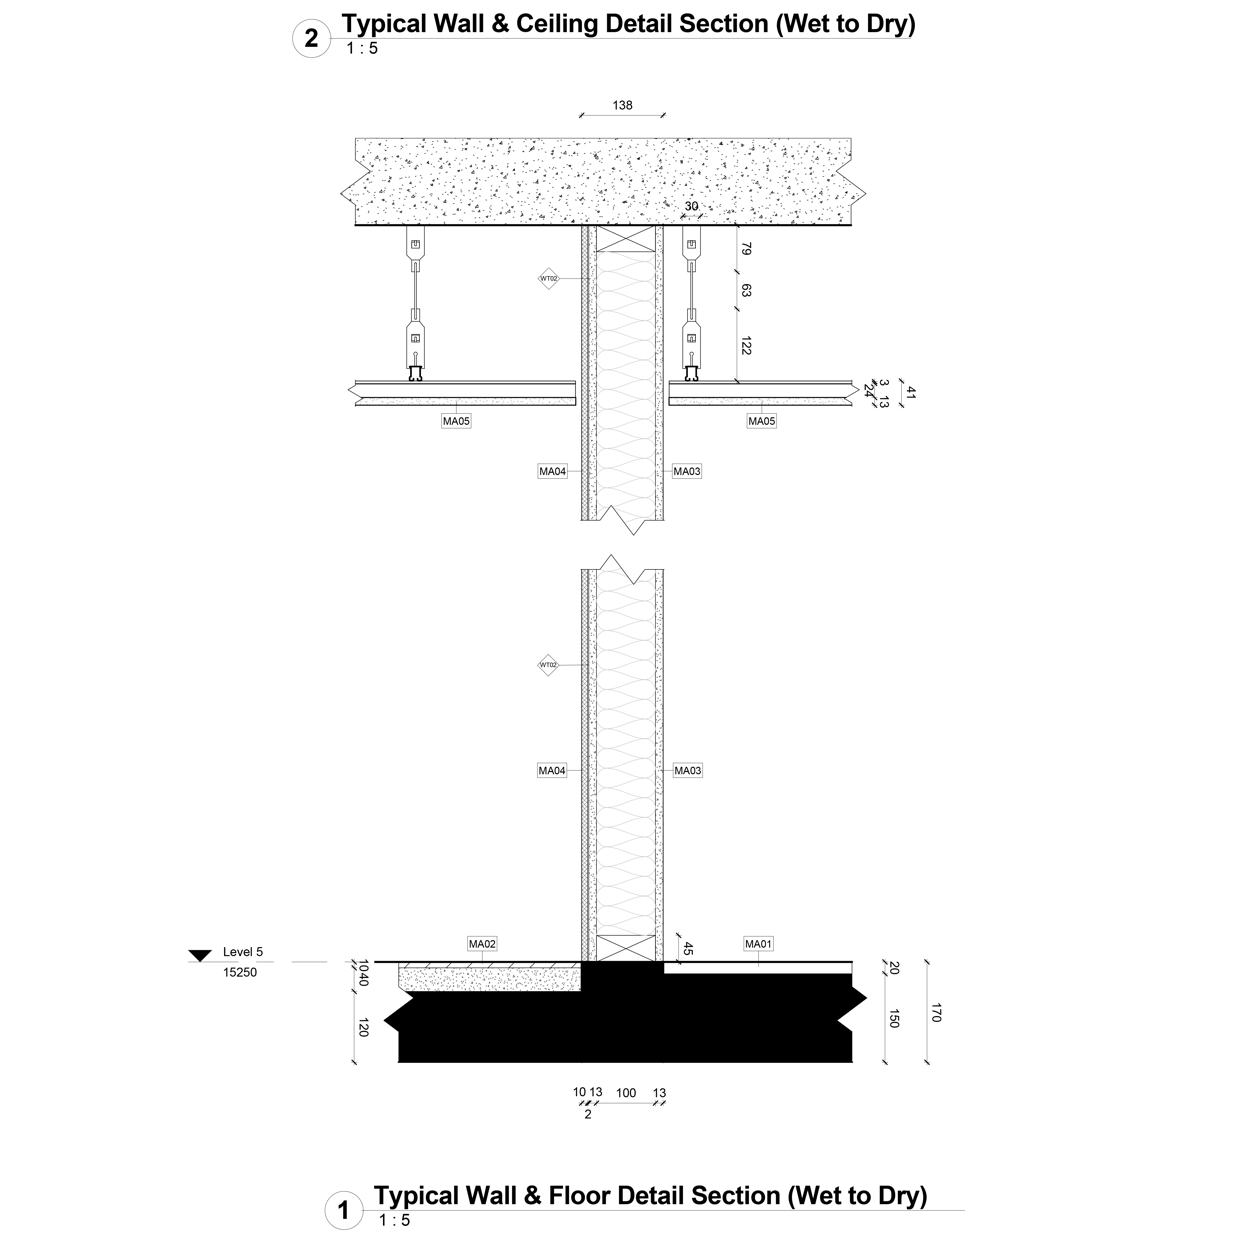 2 Typical Wall & Ceiling Detail Section (Wet to Dry)
1 : 5
138
30
79
WT02
63
122
3
24
13
41
MA05
MA05
MA04
MA03
WT02
MA04
MA03
MA02
45
MA01
Level 5
15250
10
40
120
20
150
170
10 13 100 13
2
1 Typical Wall & Floor Detail Section (Wet to Dry)
1 : 5